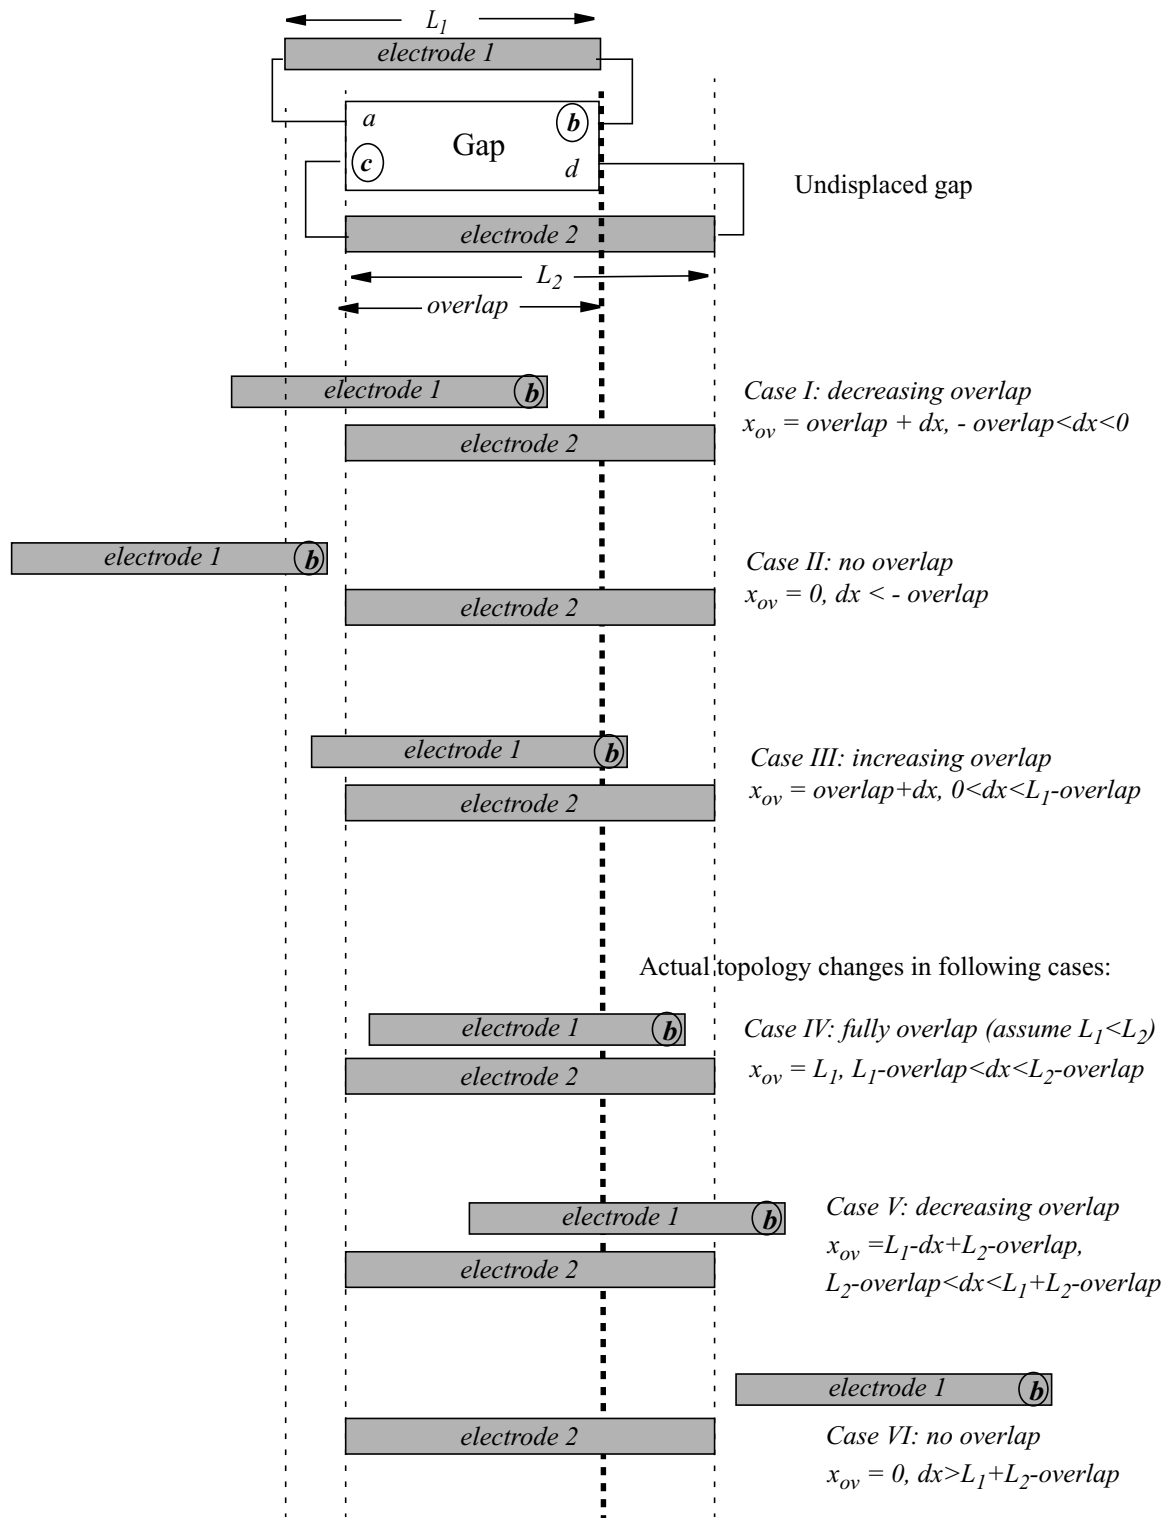 L1
electrode 1
a
b
Gap
c
d
Undisplaced gap
electrode 2
L2
overlap
electrode 1
b
Case I: decreasing overlap
xov = overlap + dx, - overlap<dx<0
electrode 2
electrode 1
b
Case II: no overlap
xov = 0, dx < - overlap
electrode 2
electrode 1
b
Case III: increasing overlap
xov = overlap+dx, 0<dx<L1-overlap
electrode 2
Actual topology changes in following cases:
electrode 1
b
Case IV: fully overlap (assume L1<L2)
xov = L1, L1-overlap<dx<L2-overlap
electrode 2
electrode 1
b
Case V: decreasing overlap
xov =L1-dx+L2-overlap,
L2-overlap<dx<L1+L2-overlap
electrode 2
electrode 1
b
electrode 2
Case VI: no overlap
xov = 0, dx>L1+L2-overlap